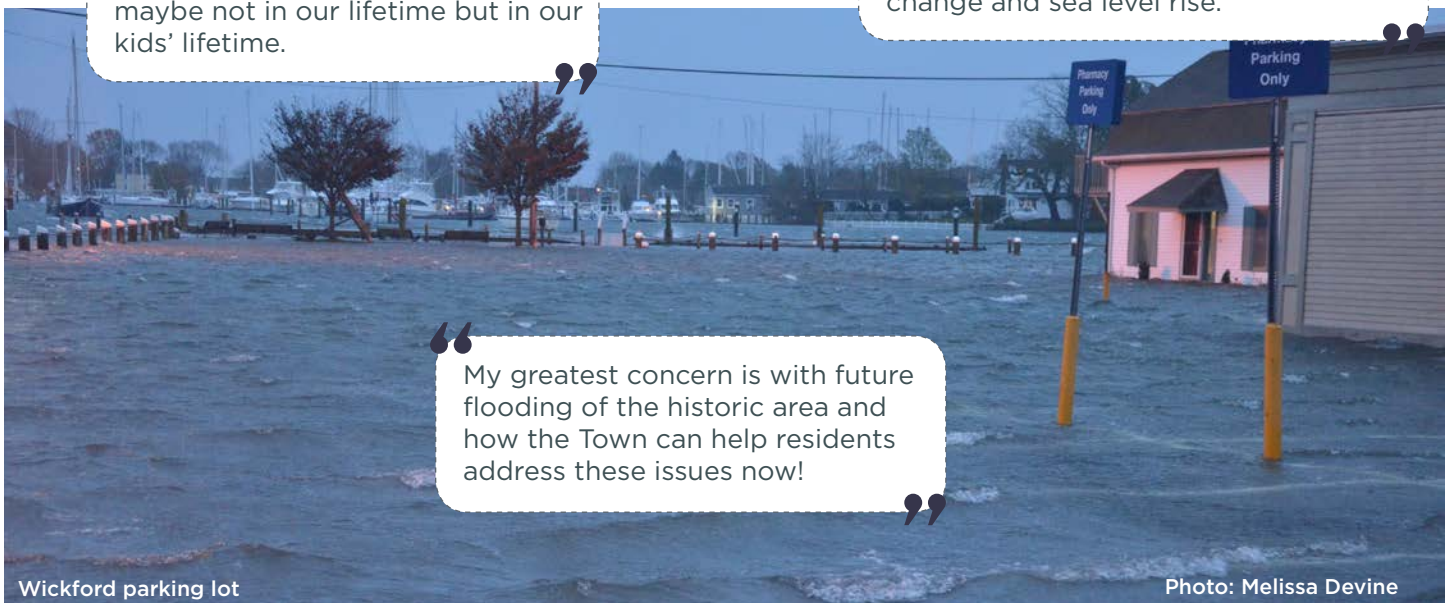 maybe not in our lifetime but in our
kids’ lifetime.
”
change and sea level rise.
”
Pharmacy
Parking
Only
Pharmacy
Parking
Only
“
My greatest concern is with future
flooding of the historic area and
how the Town can help residents
address these issues now!
”
Wickford parking lot
Photo: Melissa Devine